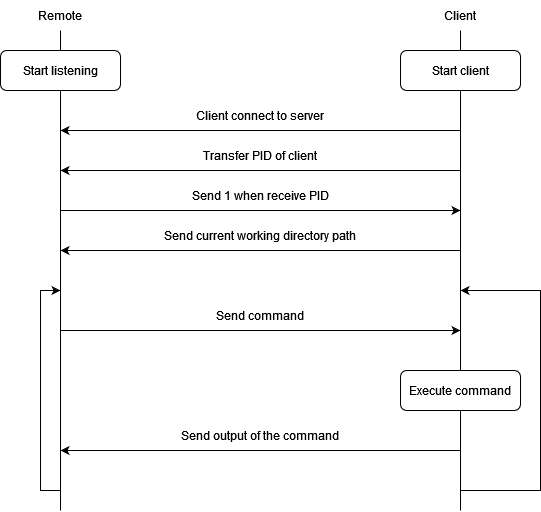 Remote
Client
Start listening
Start client
Client connect to server
Transfer PID of client
Send 1 when receive PID
Send current working directory path
Send command
Execute command
Send output of the command